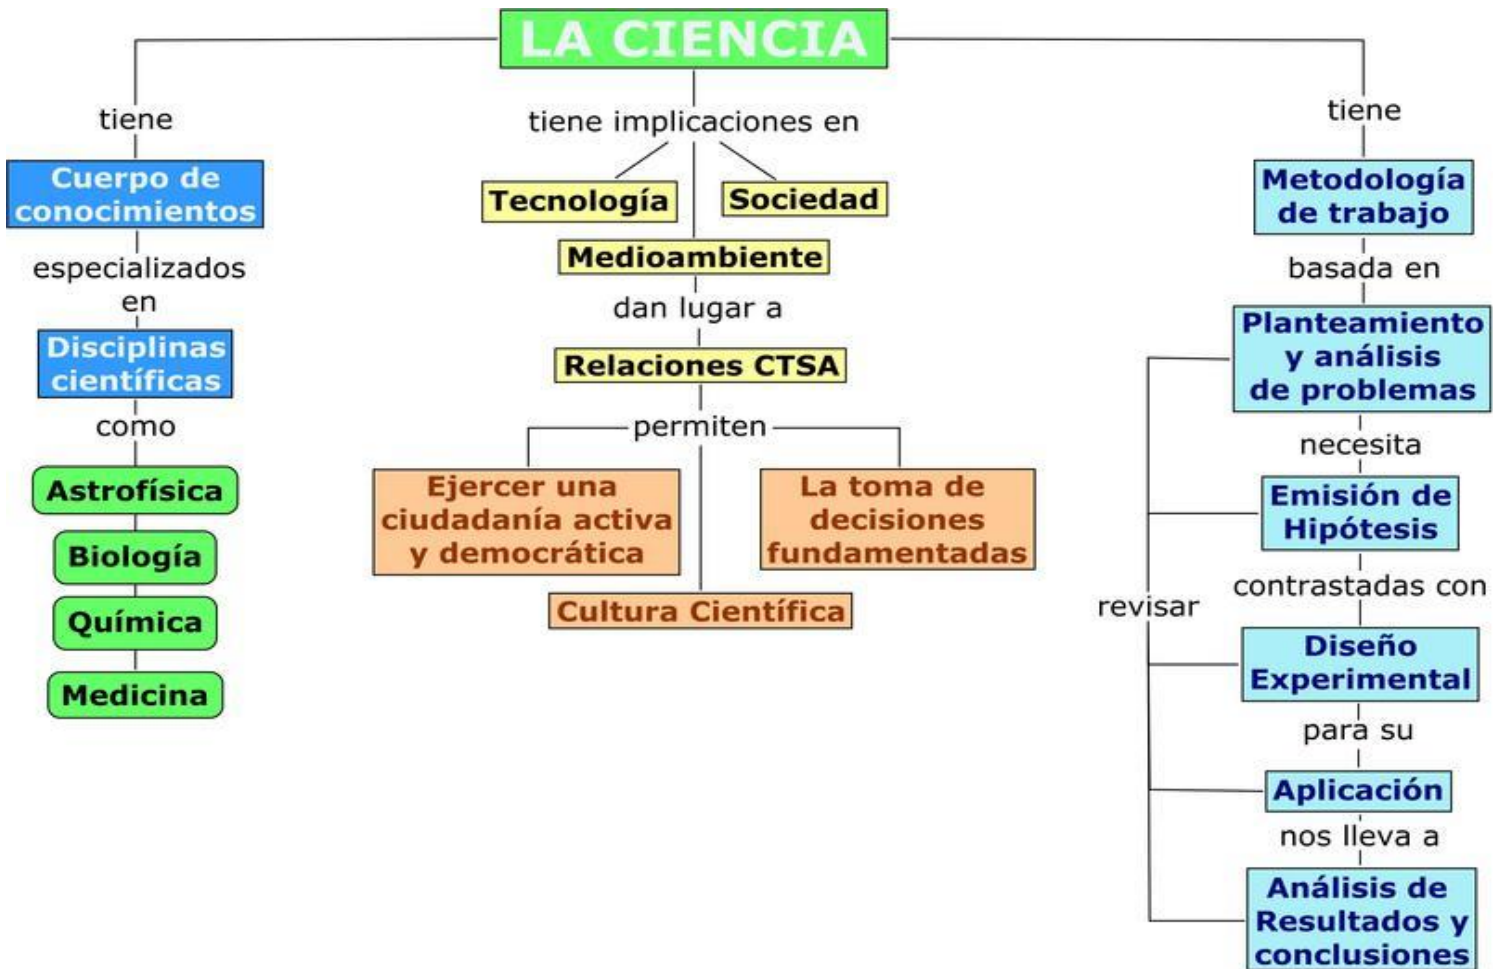 LA CIENCIA
tiene
Cuerpo de
conocimientos
especializados
en
Disciplinas
científicas
como
Astrofísica
Biología
Química
Medicina
tiene implicaciones en
Tecnología
Sociedad
Medioambiente
dan lugar a
Relaciones CTSA
permiten
Ejercer una
ciudadanía activa
y democrática
Cultura Científica
La toma de
decisiones
fundamentadas
tiene
Metodología
de trabajo
basada en
Planteamiento
y análisis
de problemas
necesita
Emisión de
Hipótesis
contrastadas con
Diseño
Experimental
para su
Aplicación
nos lleva a
Análisis de
Resultados y
conclusiones
revisar